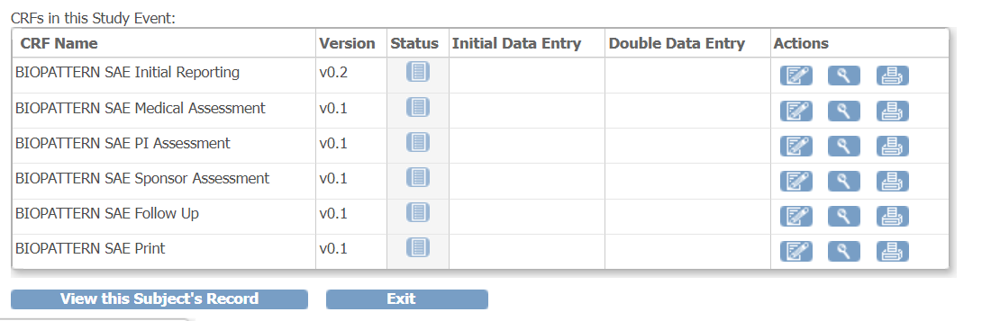 CRFs in this Study Event:
CRF Name Version Status Initial Data Entry Double Data Entry Actions
BIOPATTERN SAE Initial Reporting v0.2
BIOPATTERN SAE Medical Assessment v0.1
BIOPATTERN SAE PI Assessment v0.1
BIOPATTERN SAE Sponsor Assessment v0.1
BIOPATTERN SAE Follow Up v0.1
BIOPATTERN SAE Print v0.1
View this Subject's Record Exit